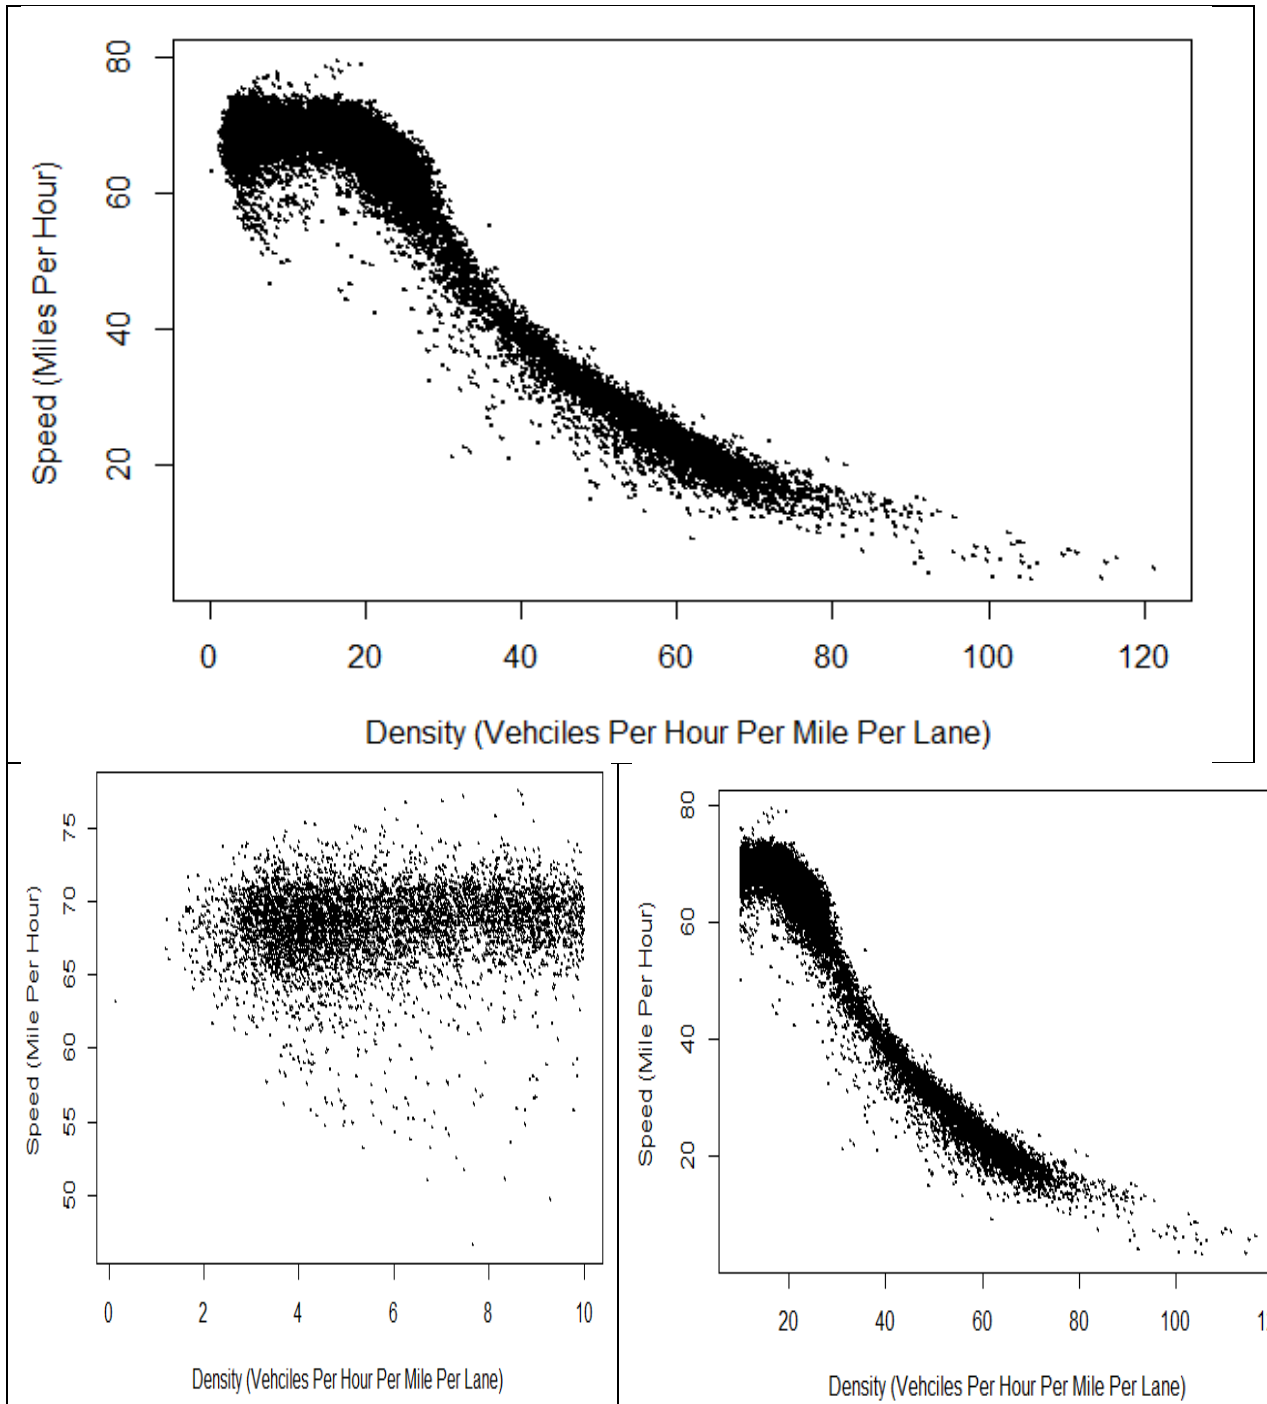 80
60
40
20
Speed (Miles Per Hour)
0 20 40 60 80 100 120
Density (Vehciles Per Hour Per Mile Per Lane)
75
70
65
60
55
50
Speed (Mile Per Hour)
0 2 4 6 8 10
Density (Vehciles Per Hour Per Mile Per Lane)
80
60
40
20
Speed (Mile Per Hour)
20 40 60 80 100
Density (Vehciles Per Hour Per Mile Per Lane)